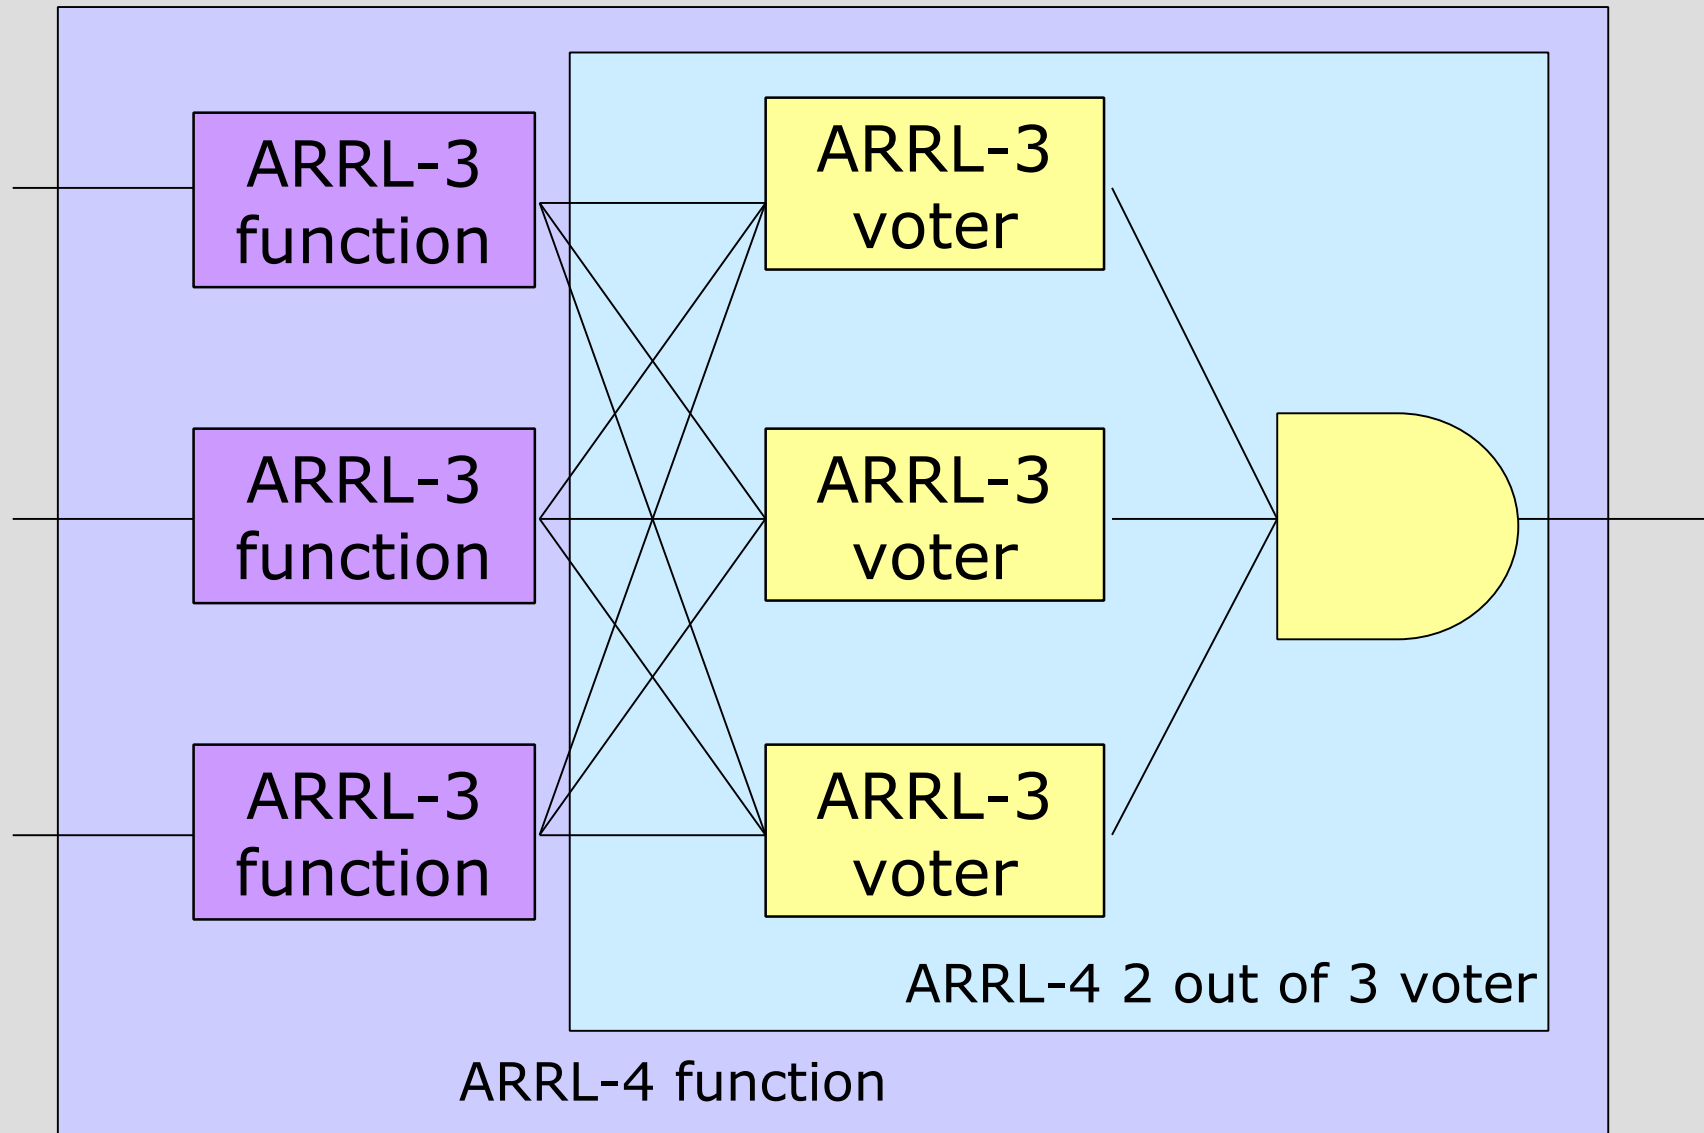 ARRL-3
function
ARRL-3
voter
ARRL-3
function
ARRL-3
voter
ARRL-3
function
ARRL-3
voter
ARRL-4 2 out of 3 voter
ARRL-4 function